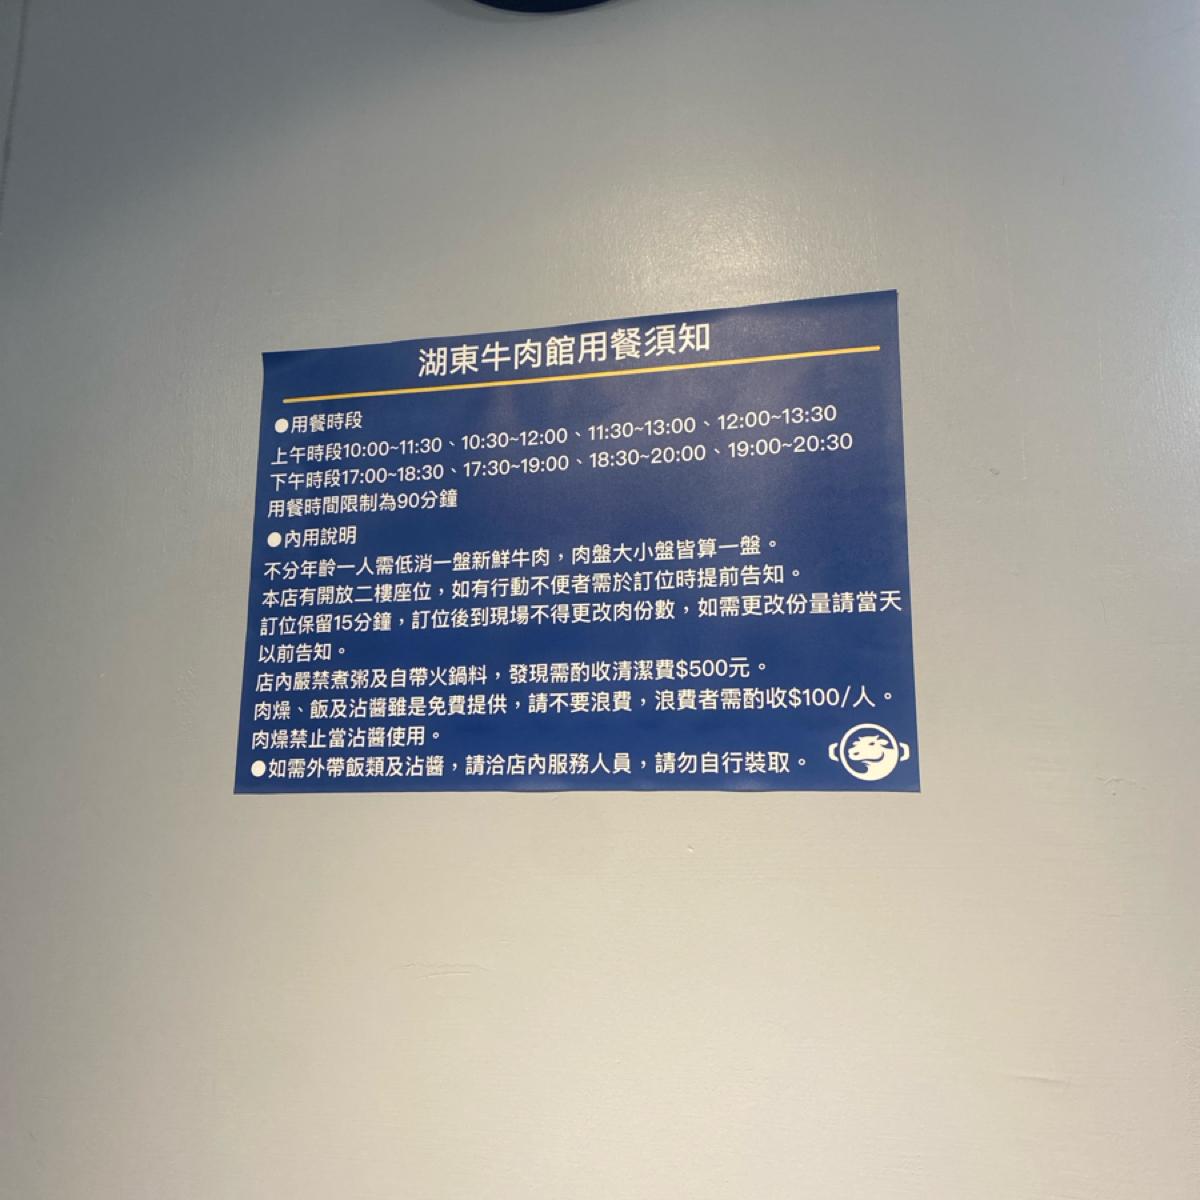 湖東牛肉館用餐須知
●用餐時段
上午時段10:00~11:30、10:30~12:00、11:30~13:00、12:00~13:30
下午時段17:00~18:30、17:30~19:00、18:30~20:00、19:00~20:30
用餐時間限制為90分鐘
●內用說明
不分年齡一人需低消一盤新鮮牛肉，肉盤大小盤皆算一盤。
本店有開放二樓座位，如有行動不便者需於訂位時提前告知。
訂位保留15分鐘，訂位後到現場不得更改肉份數，如需更改份量請當天
以前告知。
店內嚴禁煮粥及自帶火鍋料，發現需酌收清潔費$500元。
肉燥、飯及沾醬雖是免費提供，請不要浪費，浪費者需酌收$100/人。
肉燥禁止當沾醬使用。
●如需外帶飯類及沾醬，請洽店內服務人員，請勿自行裝取。